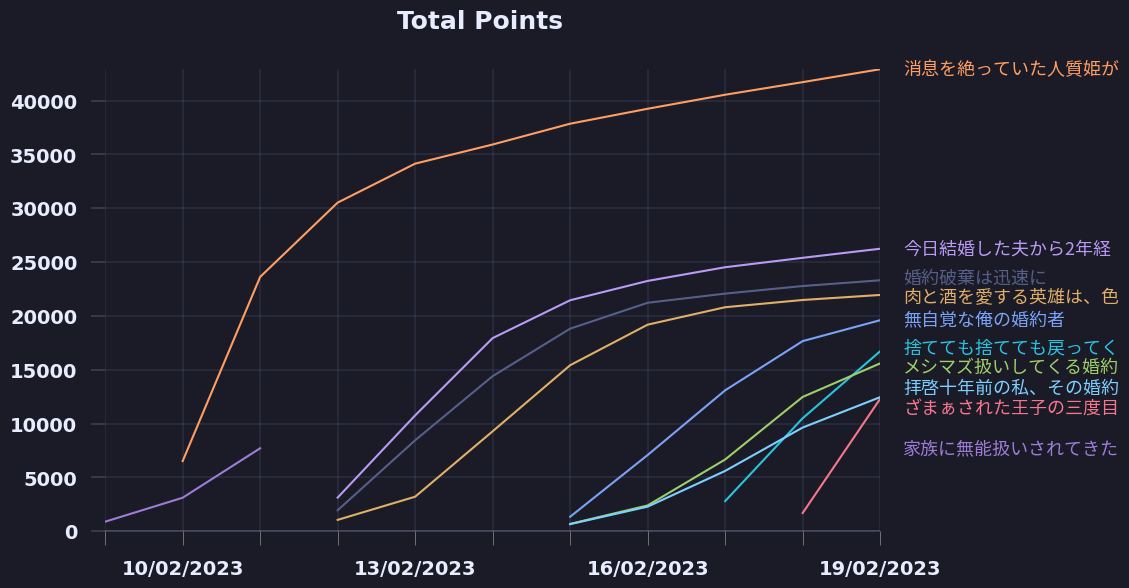 Total Points
40000
35000
30000
25000
20000
15000
10000
5000
0
10/02/2023
13/02/2023
16/02/2023
19/02/2023
消息を絶っていた人質姫が
今日結婚した夫から2年経
婚約破棄は迅速に
肉と酒を愛する英雄は、色
無自覚な俺の婚約者
捨てても捨てても戻ってく
メシマズ扱いしてくる婚約
拝啓十年前の私、その婚約
ざまぁされた王子の三度目
家族に無能扱いされてきた